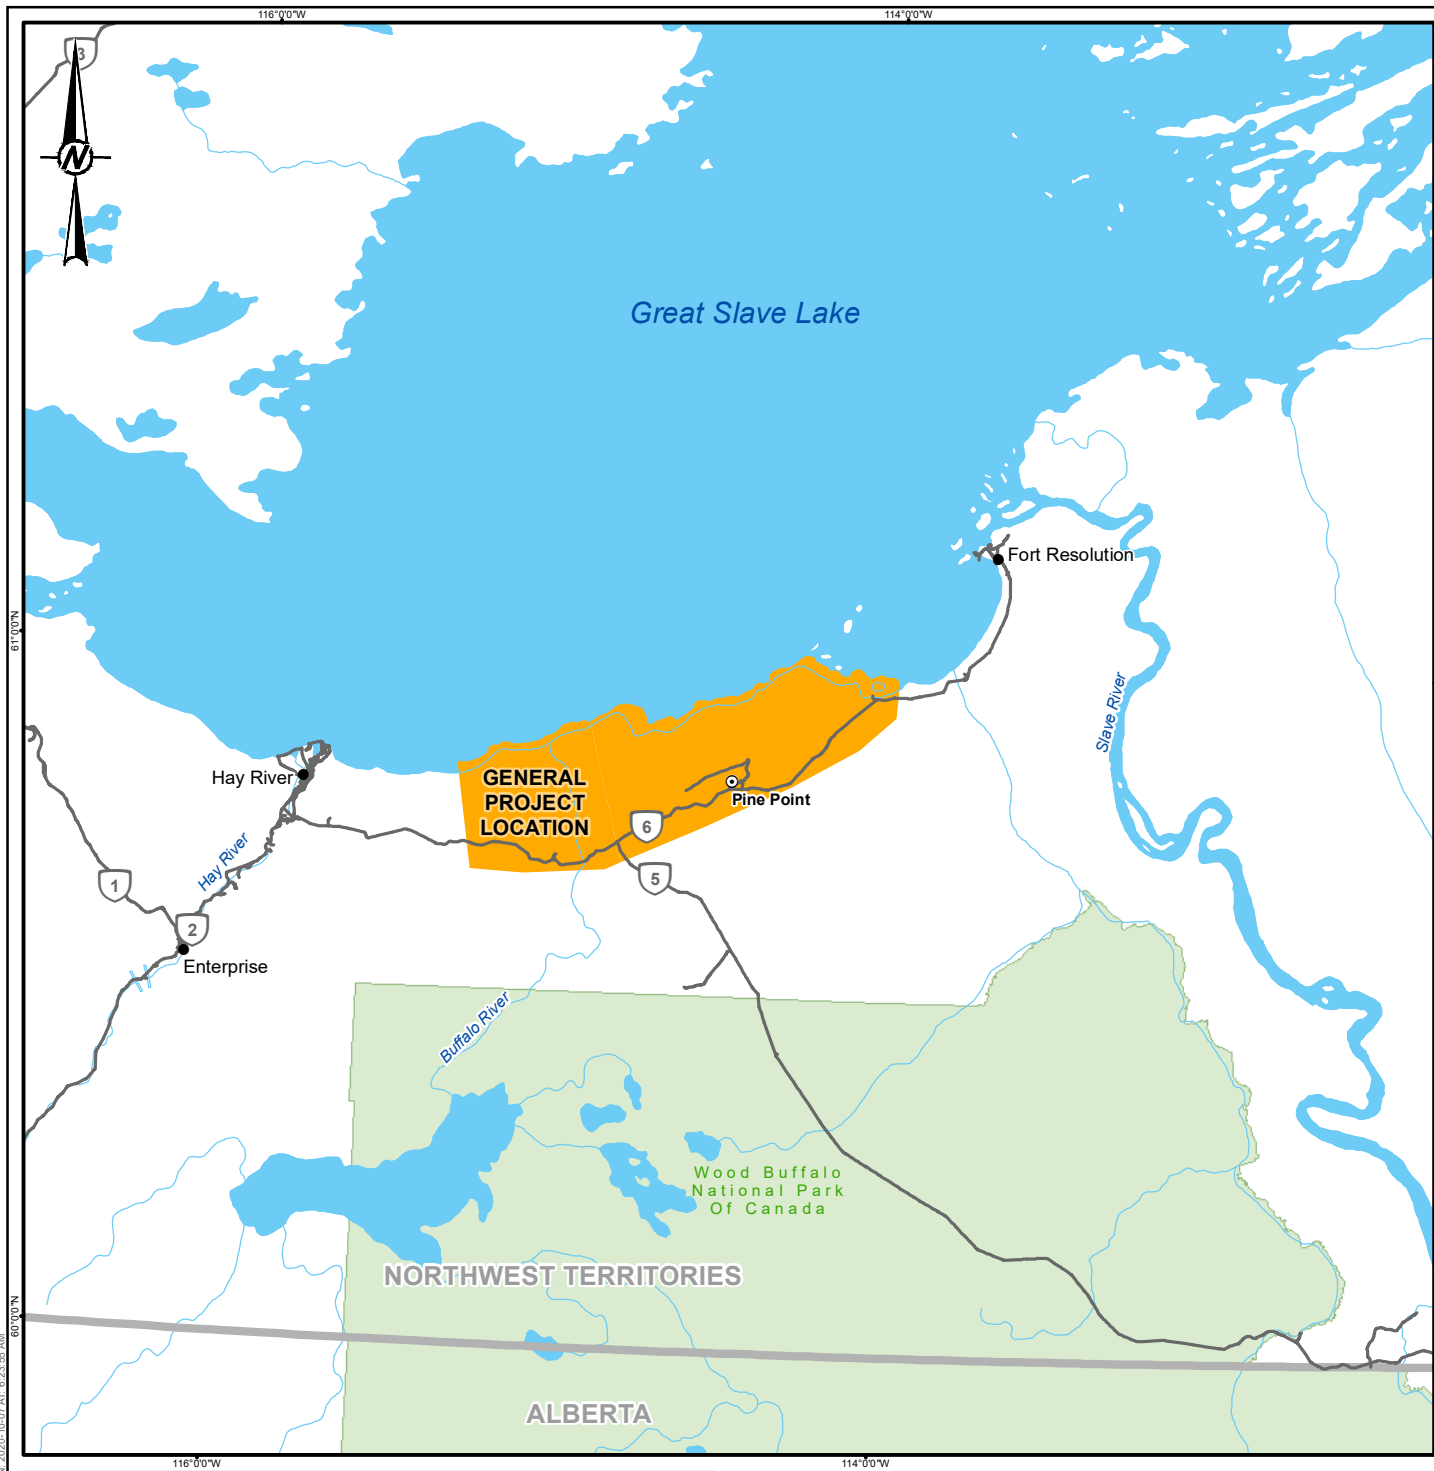 116°0'0"W
114°0'0"W
3
N
Great Slave Lake
Fort Resolution
61°0'0"N
Slave River
Hay River
GENERAL
PROJECT
LOCATION
Pine Point
6
5
Hay River
1
2
Enterprise
Buffalo River
Wood Buffalo
National Park
Of Canada
NORTHWEST TERRITORIES
60°0'0"N
ALBERTA
116°0'0"W
114°0'0"W